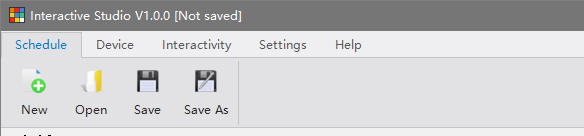 Interactive Studio V1.0.0 [Not saved]
Schedule Device Interactivity Settings Help
New Open Save Save As